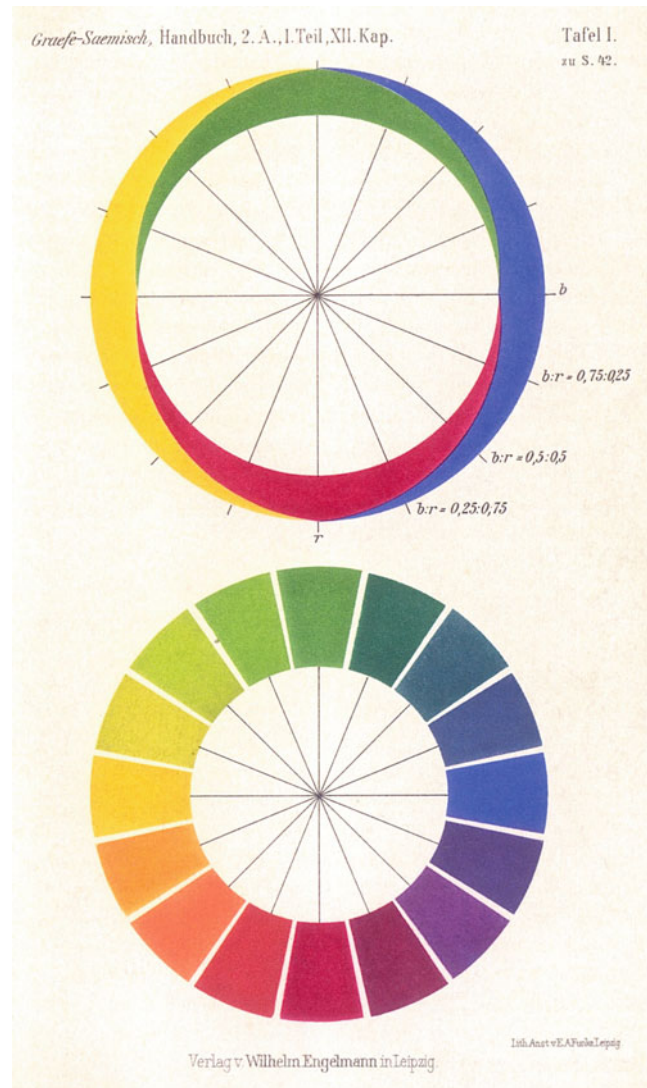 Graefe-Saemisch, Handbuch, 2. A., I. Teil, XII. Kap.
Tafel I.
zu S. 42.
b
b:r = 0,75:0,25
b:r = 0,5:0,5
b:r = 0,25:0,75
r
Lith. Anst. v. E. A. Funke, Leipzig
Verlag v. Wilhelm Engelmann in Leipzig.